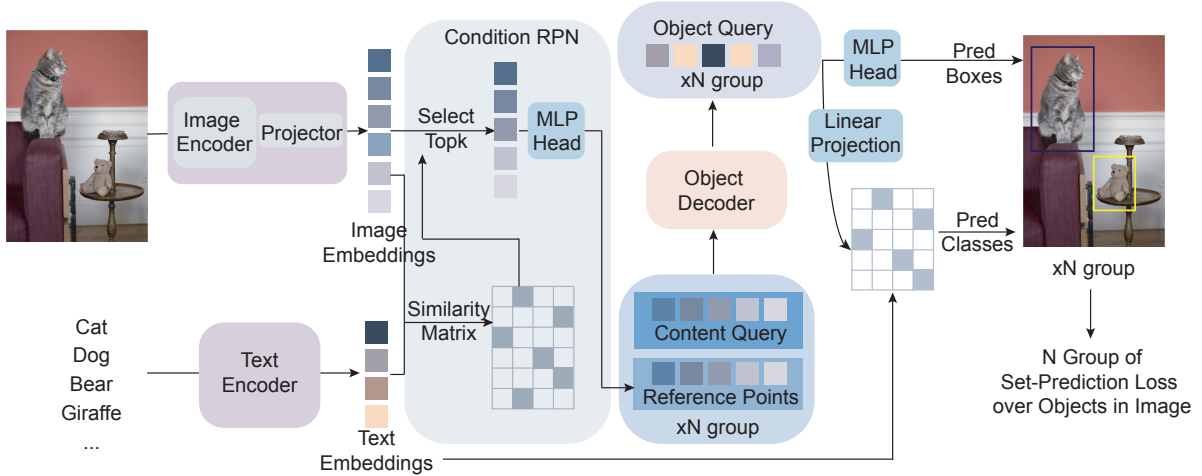 Image
Encoder
Projector
Image
Embeddings
Cat
Dog
Bear
Giraffe
...
Text
Encoder
Text
Embeddings
Condition RPN
Select
Topk
MLP
Head
Similarity
Matrix
Object Query
xN group
Object
Decoder
Content Query
Reference Points
xN group
MLP
Head
Linear
Projection
Pred
Boxes
Pred
Classes
xN group
N Group of
Set-Prediction Loss
over Objects in Image